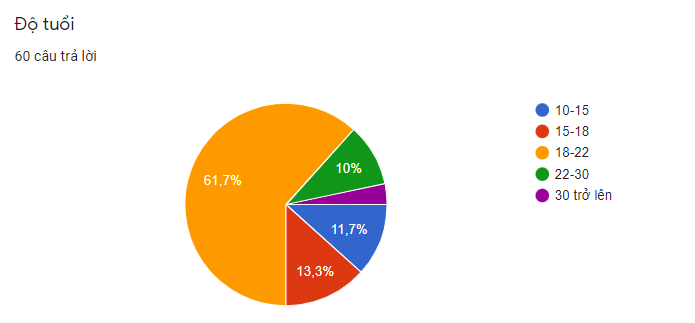 Độ tuổi
60 câu trả lời
10-15
15-18
18-22
22-30
30 trở lên
61,7%
10%
11,7%
13,3%